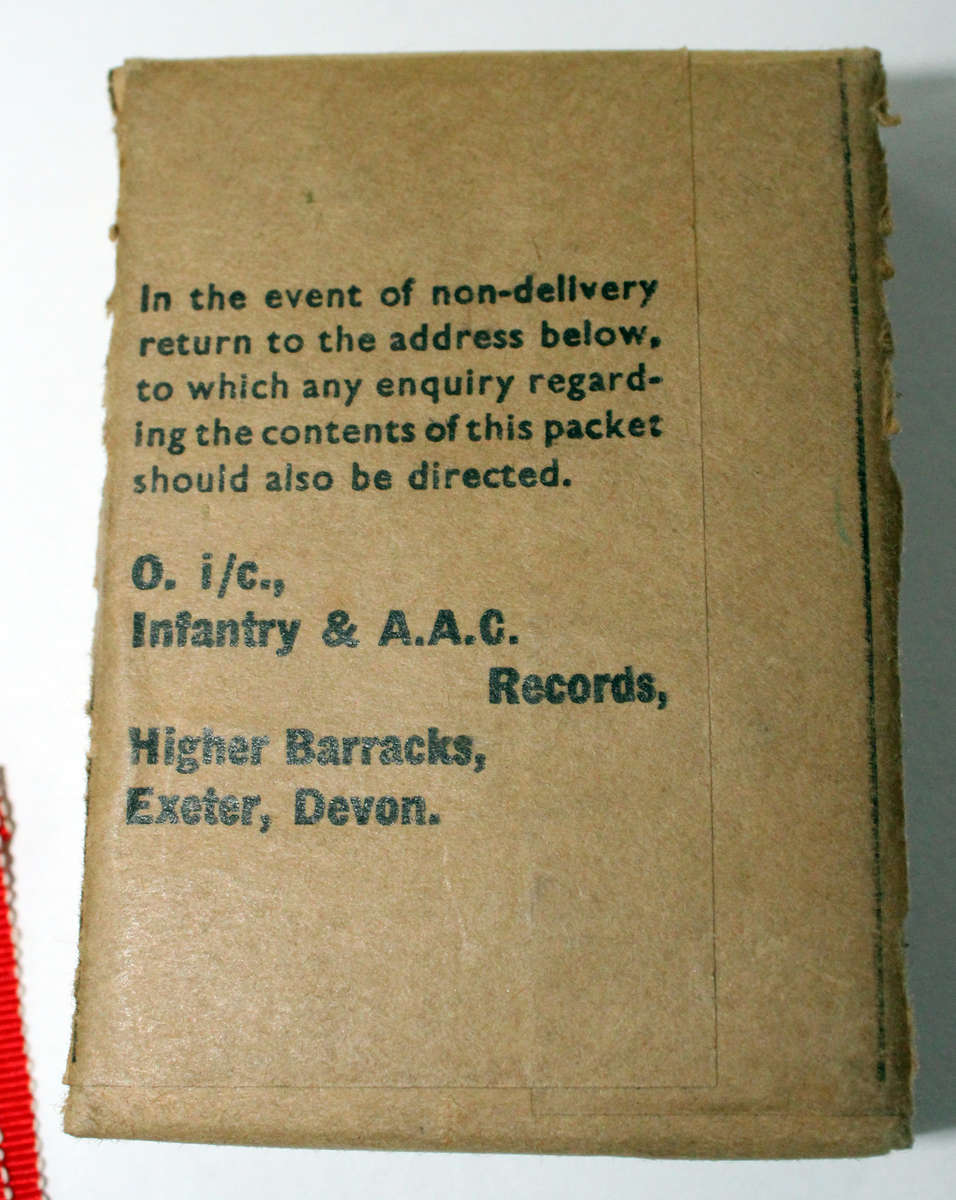 In the event of non-delivery
return to the address below,
to which any enquiry regard-
ing the contents of this packet
should also be directed.
O. i/c.,
Infantry & A.A.C.
Records,
Higher Barracks,
Exeter, Devon.